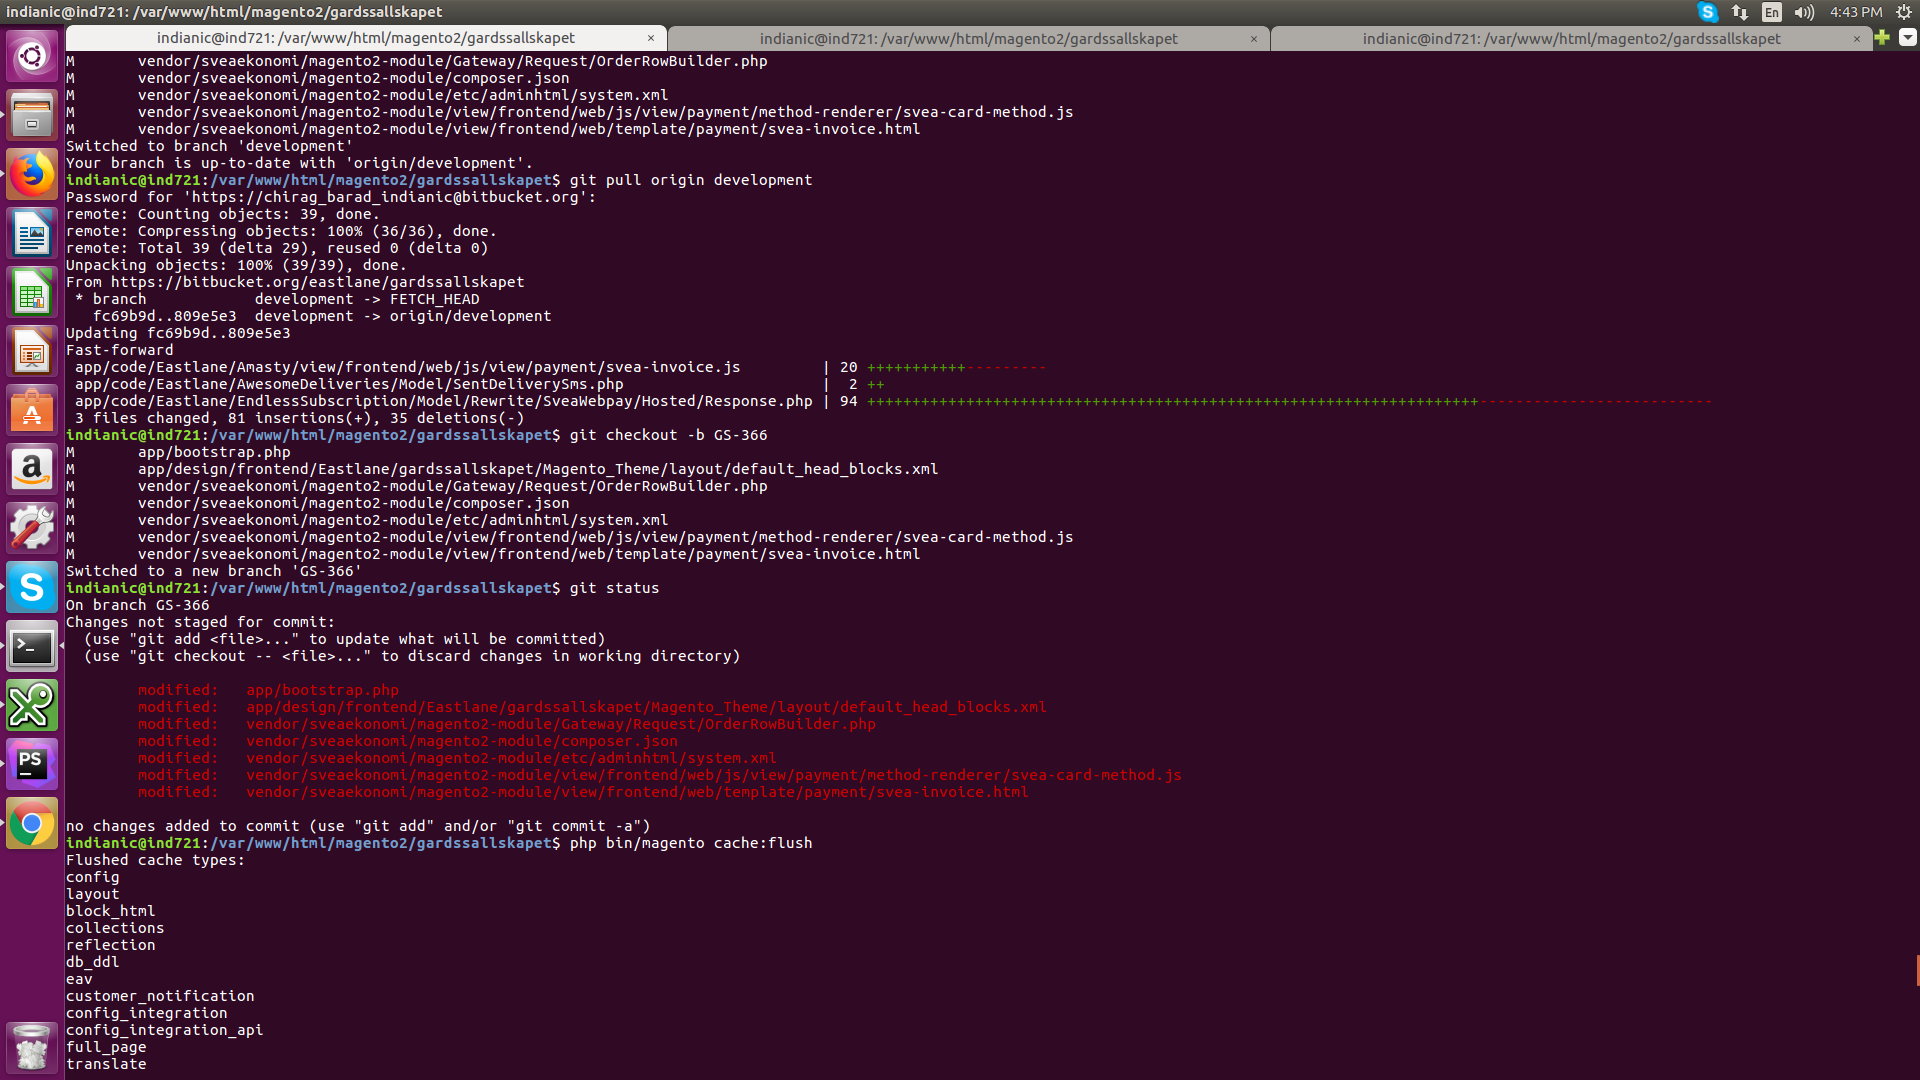 indianic@ind721: /var/www/html/magento2/gardssallskapet
En
4:43 PM
indianic@ind721: /var/www/html/magento2/gardssallskapet × indianic@ind721: /var/www/html/magento2/gardssallskapet × indianic@ind721: /var/www/html/magento2/gardssallskapet ×
M       vendor/sveaekonomi/magento2-module/Gateway/Request/OrderRowBuilder.php
M       vendor/sveaekonomi/magento2-module/composer.json
M       vendor/sveaekonomi/magento2-module/etc/adminhtml/system.xml
M       vendor/sveaekonomi/magento2-module/view/frontend/web/js/view/payment/method-renderer/svea-card-method.js
M       vendor/sveaekonomi/magento2-module/view/frontend/web/template/payment/svea-invoice.html
Switched to branch 'development'
Your branch is up-to-date with 'origin/development'.
indianic@ind721:/var/www/html/magento2/gardssallskapet$ git pull origin development
Password for 'https://chirag_barad_indianic@bitbucket.org':
remote: Counting objects: 39, done.
remote: Compressing objects: 100% (36/36), done.
remote: Total 39 (delta 29), reused 0 (delta 0)
Unpacking objects: 100% (39/39), done.
From https://bitbucket.org/eastlane/gardssallskapet
 * branch            development -> FETCH_HEAD
   fc69b9d..809e5e3  development -> origin/development
Updating fc69b9d..809e5e3
Fast-forward
 app/code/Eastlane/Amasty/view/frontend/web/js/view/payment/svea-invoice.js         | 20 +++++++++++---------
 app/code/Eastlane/AwesomeDeliveries/Model/SentDeliverySms.php                      |  2 ++
 app/code/Eastlane/EndlessSubscription/Model/Rewrite/SveaWebpay/Hosted/Response.php | 94 ++++++++++++++++++++++++++++++++++++++++++++++++++++++++++++++++++++--------------------------
 3 files changed, 81 insertions(+), 35 deletions(-)
indianic@ind721:/var/www/html/magento2/gardssallskapet$ git checkout -b GS-366
M       app/bootstrap.php
M       app/design/frontend/Eastlane/gardssallskapet/Magento_Theme/layout/default_head_blocks.xml
M       vendor/sveaekonomi/magento2-module/Gateway/Request/OrderRowBuilder.php
M       vendor/sveaekonomi/magento2-module/composer.json
M       vendor/sveaekonomi/magento2-module/etc/adminhtml/system.xml
M       vendor/sveaekonomi/magento2-module/view/frontend/web/js/view/payment/method-renderer/svea-card-method.js
M       vendor/sveaekonomi/magento2-module/view/frontend/web/template/payment/svea-invoice.html
Switched to a new branch 'GS-366'
indianic@ind721:/var/www/html/magento2/gardssallskapet$ git status
On branch GS-366
Changes not staged for commit:
  (use "git add <file>..." to update what will be committed)
  (use "git checkout -- <file>..." to discard changes in working directory)
        modified:   app/bootstrap.php
        modified:   app/design/frontend/Eastlane/gardssallskapet/Magento_Theme/layout/default_head_blocks.xml
        modified:   vendor/sveaekonomi/magento2-module/Gateway/Request/OrderRowBuilder.php
        modified:   vendor/sveaekonomi/magento2-module/composer.json
        modified:   vendor/sveaekonomi/magento2-module/etc/adminhtml/system.xml
        modified:   vendor/sveaekonomi/magento2-module/view/frontend/web/js/view/payment/method-renderer/svea-card-method.js
        modified:   vendor/sveaekonomi/magento2-module/view/frontend/web/template/payment/svea-invoice.html
no changes added to commit (use "git add" and/or "git commit -a")
indianic@ind721:/var/www/html/magento2/gardssallskapet$ php bin/magento cache:flush
Flushed cache types:
config
layout
block_html
collections
reflection
db_ddl
eav
customer_notification
config_integration
config_integration_api
full_page
translate
PS